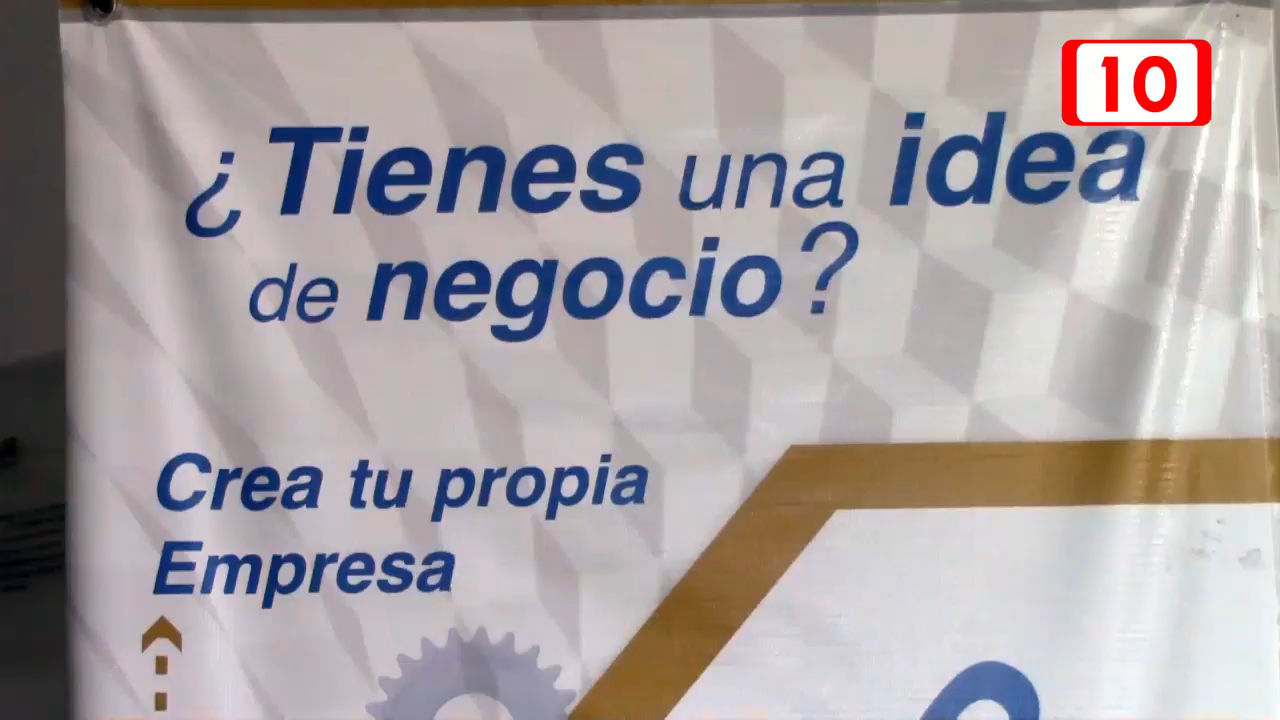 10
¿Tienes una idea
de negocio?
Crea tu propia
Empresa